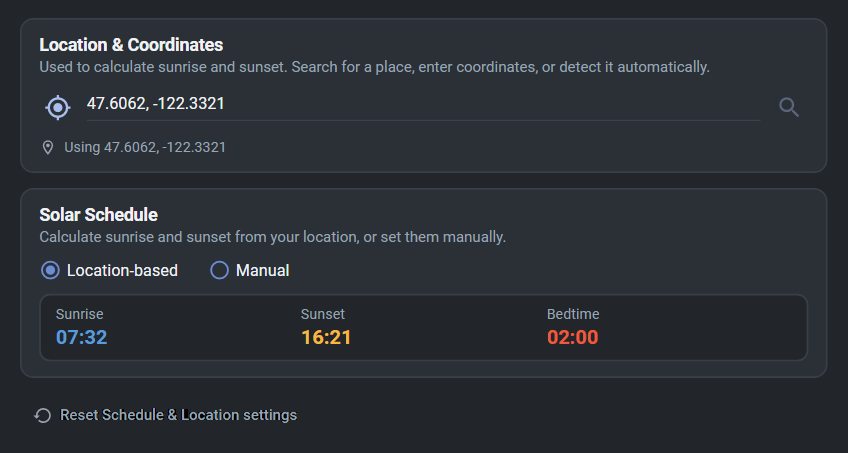 Location & Coordinates
Used to calculate sunrise and sunset. Search for a place, enter coordinates, or detect it automatically.
47.6062, -122.3321
Using 47.6062, -122.3321
Solar Schedule
Calculate sunrise and sunset from your location, or set them manually.
Location-based Manual
Sunrise Sunset Bedtime
07:32 16:21 02:00
Reset Schedule & Location settings